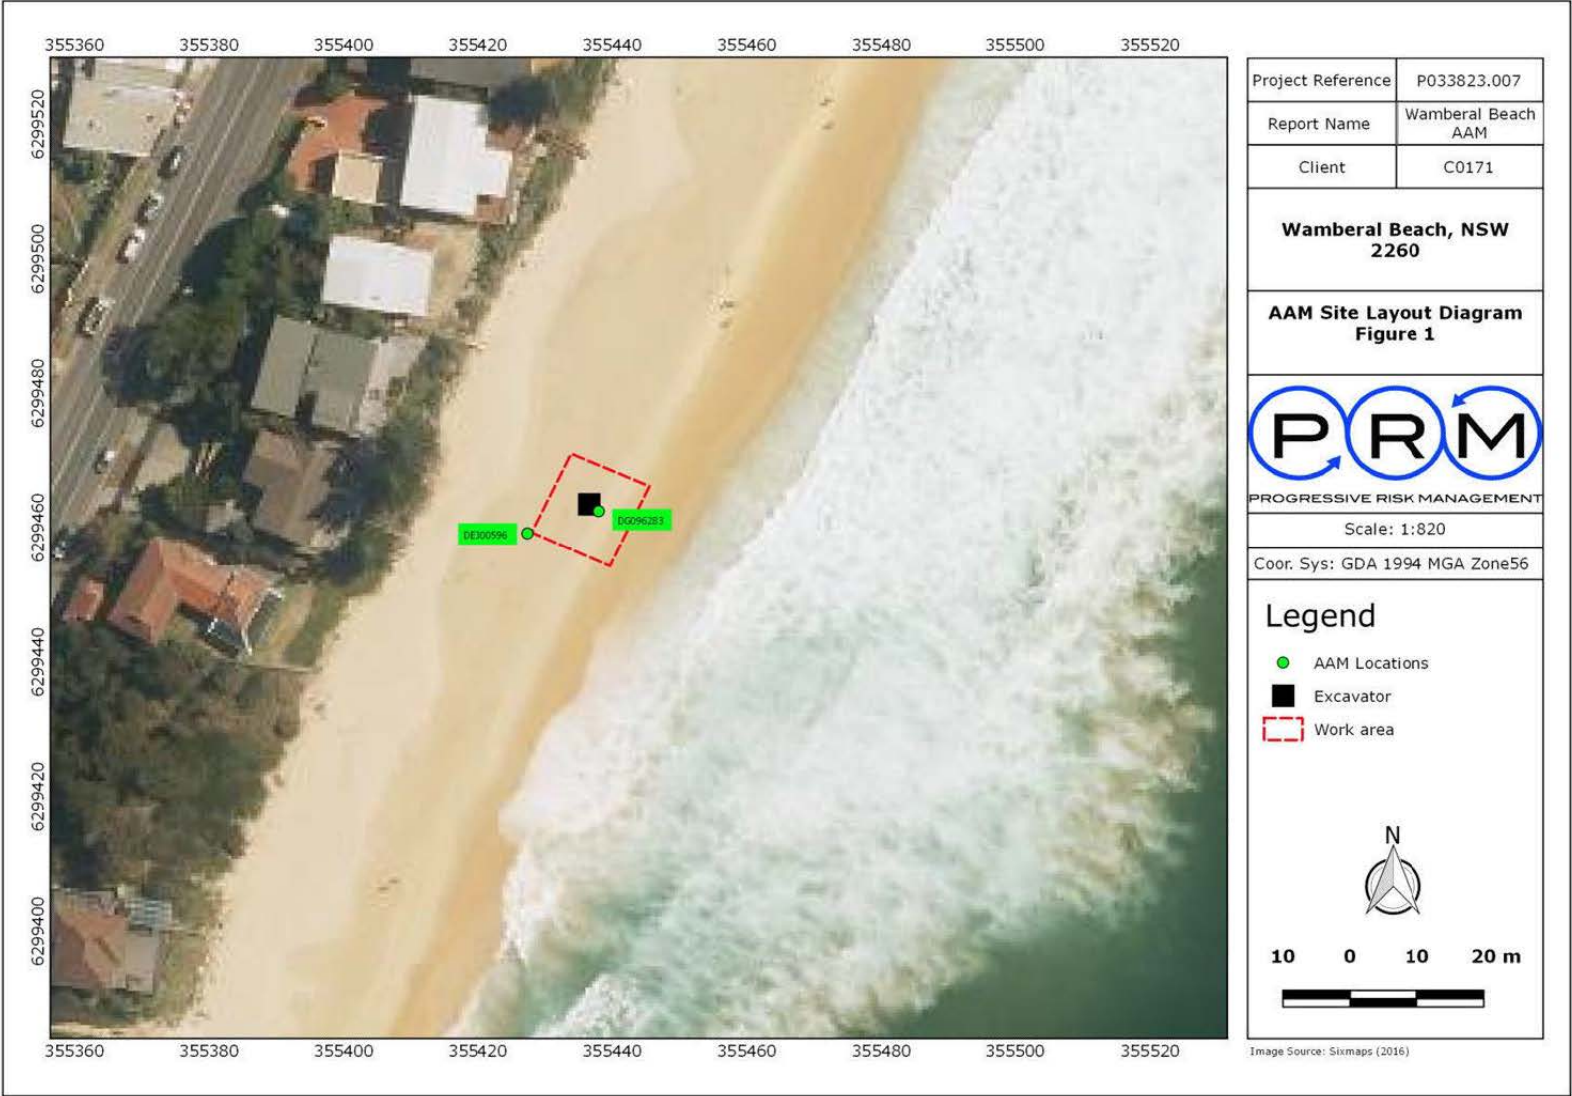 355360 355380 355400 355420 355440 355460 355480 355500 355520
6299520
6299500
6299480
6299460
6299440
6299420
6299400
DEJ00596
DG096283
355360 355380 355400 355420 355440 355460 355480 355500 355520
Project Reference P033823.007
Report Name Wamberal Beach
AAM
Client C0171
Wamberal Beach, NSW
2260
AAM Site Layout Diagram
Figure 1
PRM
PROGRESSIVE RISK MANAGEMENT
Scale: 1:820
Coor. Sys: GDA 1994 MGA Zone56
Legend
AAM Locations
Excavator
Work area
N
10 0 10 20 m
Image Source: Sixmaps (2016)